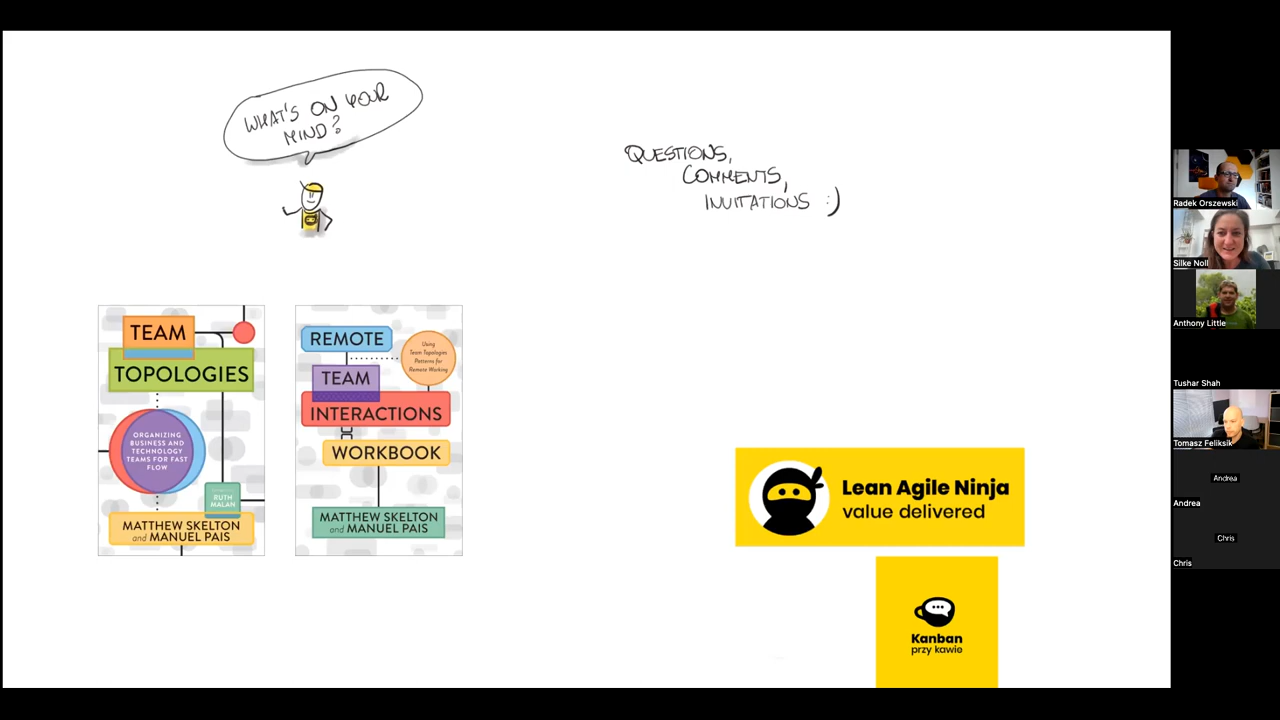 WHAT'S ON YOUR
MIND?
QUESTIONS,
COMMENTS,
INVITATIONS :)
TEAM
TOPOLOGIES
ORGANIZING
BUSINESS AND
TECHNOLOGY
TEAMS FOR FAST
FLOW
RUTH
MALAN
MATTHEW SKELTON
and MANUEL PAIS
REMOTE
Using
Team Topologies
Patterns for
Remote Working
TEAM
INTERACTIONS
WORKBOOK
MATTHEW SKELTON
and MANUEL PAIS
Lean Agile Ninja
value delivered
Kanban
przy kawie
Radek Orszewski
Silke Noll
Anthony Little
Tushar Shah
Tomasz Feliksik
Andrea
Andrea
Chris
Chris